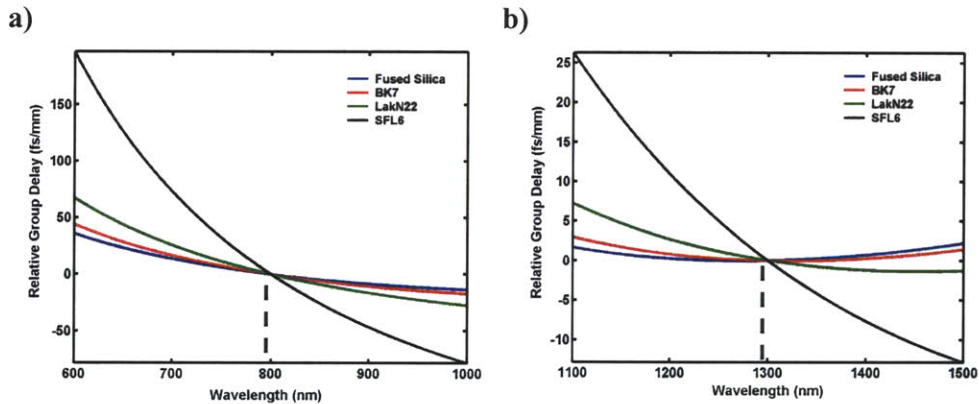 a)
Relative Group Delay (fs/mm)
150
100
50
0
-50
600
700
800
900
1000
Wavelength (nm)
Fused Silica
BK7
LakN22
SFL6
b)
Relative Group Delay (fs/mm)
25
20
15
10
5
0
-5
-10
1100
1200
1300
1400
1500
Wavelength (nm)
Fused Silica
BK7
LakN22
SFL6